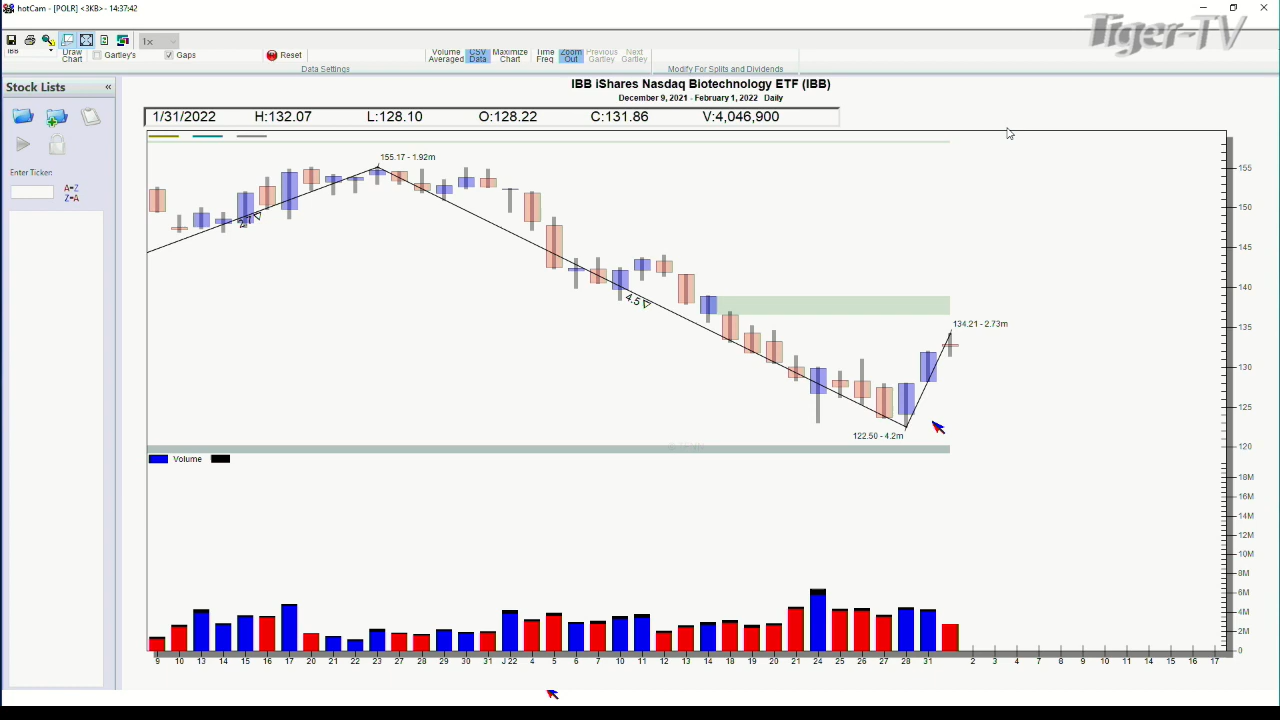 hotCam - [POLR] <3KB> - 14:37:42
Tiger-TV
1x
IBB
Draw Chart
Gartley's
Gaps
Reset
Volume Averaged
CSV Data
Maximize Chart
Time Freq
Zoom Out
Previous Gartley
Next Gartley
Data Settings
Modify For Splits and Dividends
Stock Lists
«
Enter Ticker:
A=Z
Z=A
IBB iShares Nasdaq Biotechnology ETF (IBB)
December 9, 2021 - February 1, 2022 Daily
1/31/2022 H:132.07 L:128.10 O:128.22 C:131.86 V:4,046,900
155.17 - 1.92m
4.5
134.21 - 2.73m
122.50 - 4.2m
155
150
145
140
135
130
125
120
Volume
18M
16M
14M
12M
10M
8M
6M
4M
2M
0
9 10 13 14 15 16 17 20 21 22 23 27 28 29 30 31 J 22 5 6 7 10 11 12 13 14 18 19 20 21 24 25 26 27 28 31 2 3 4 7 8 9 10 11 14 15 16 17